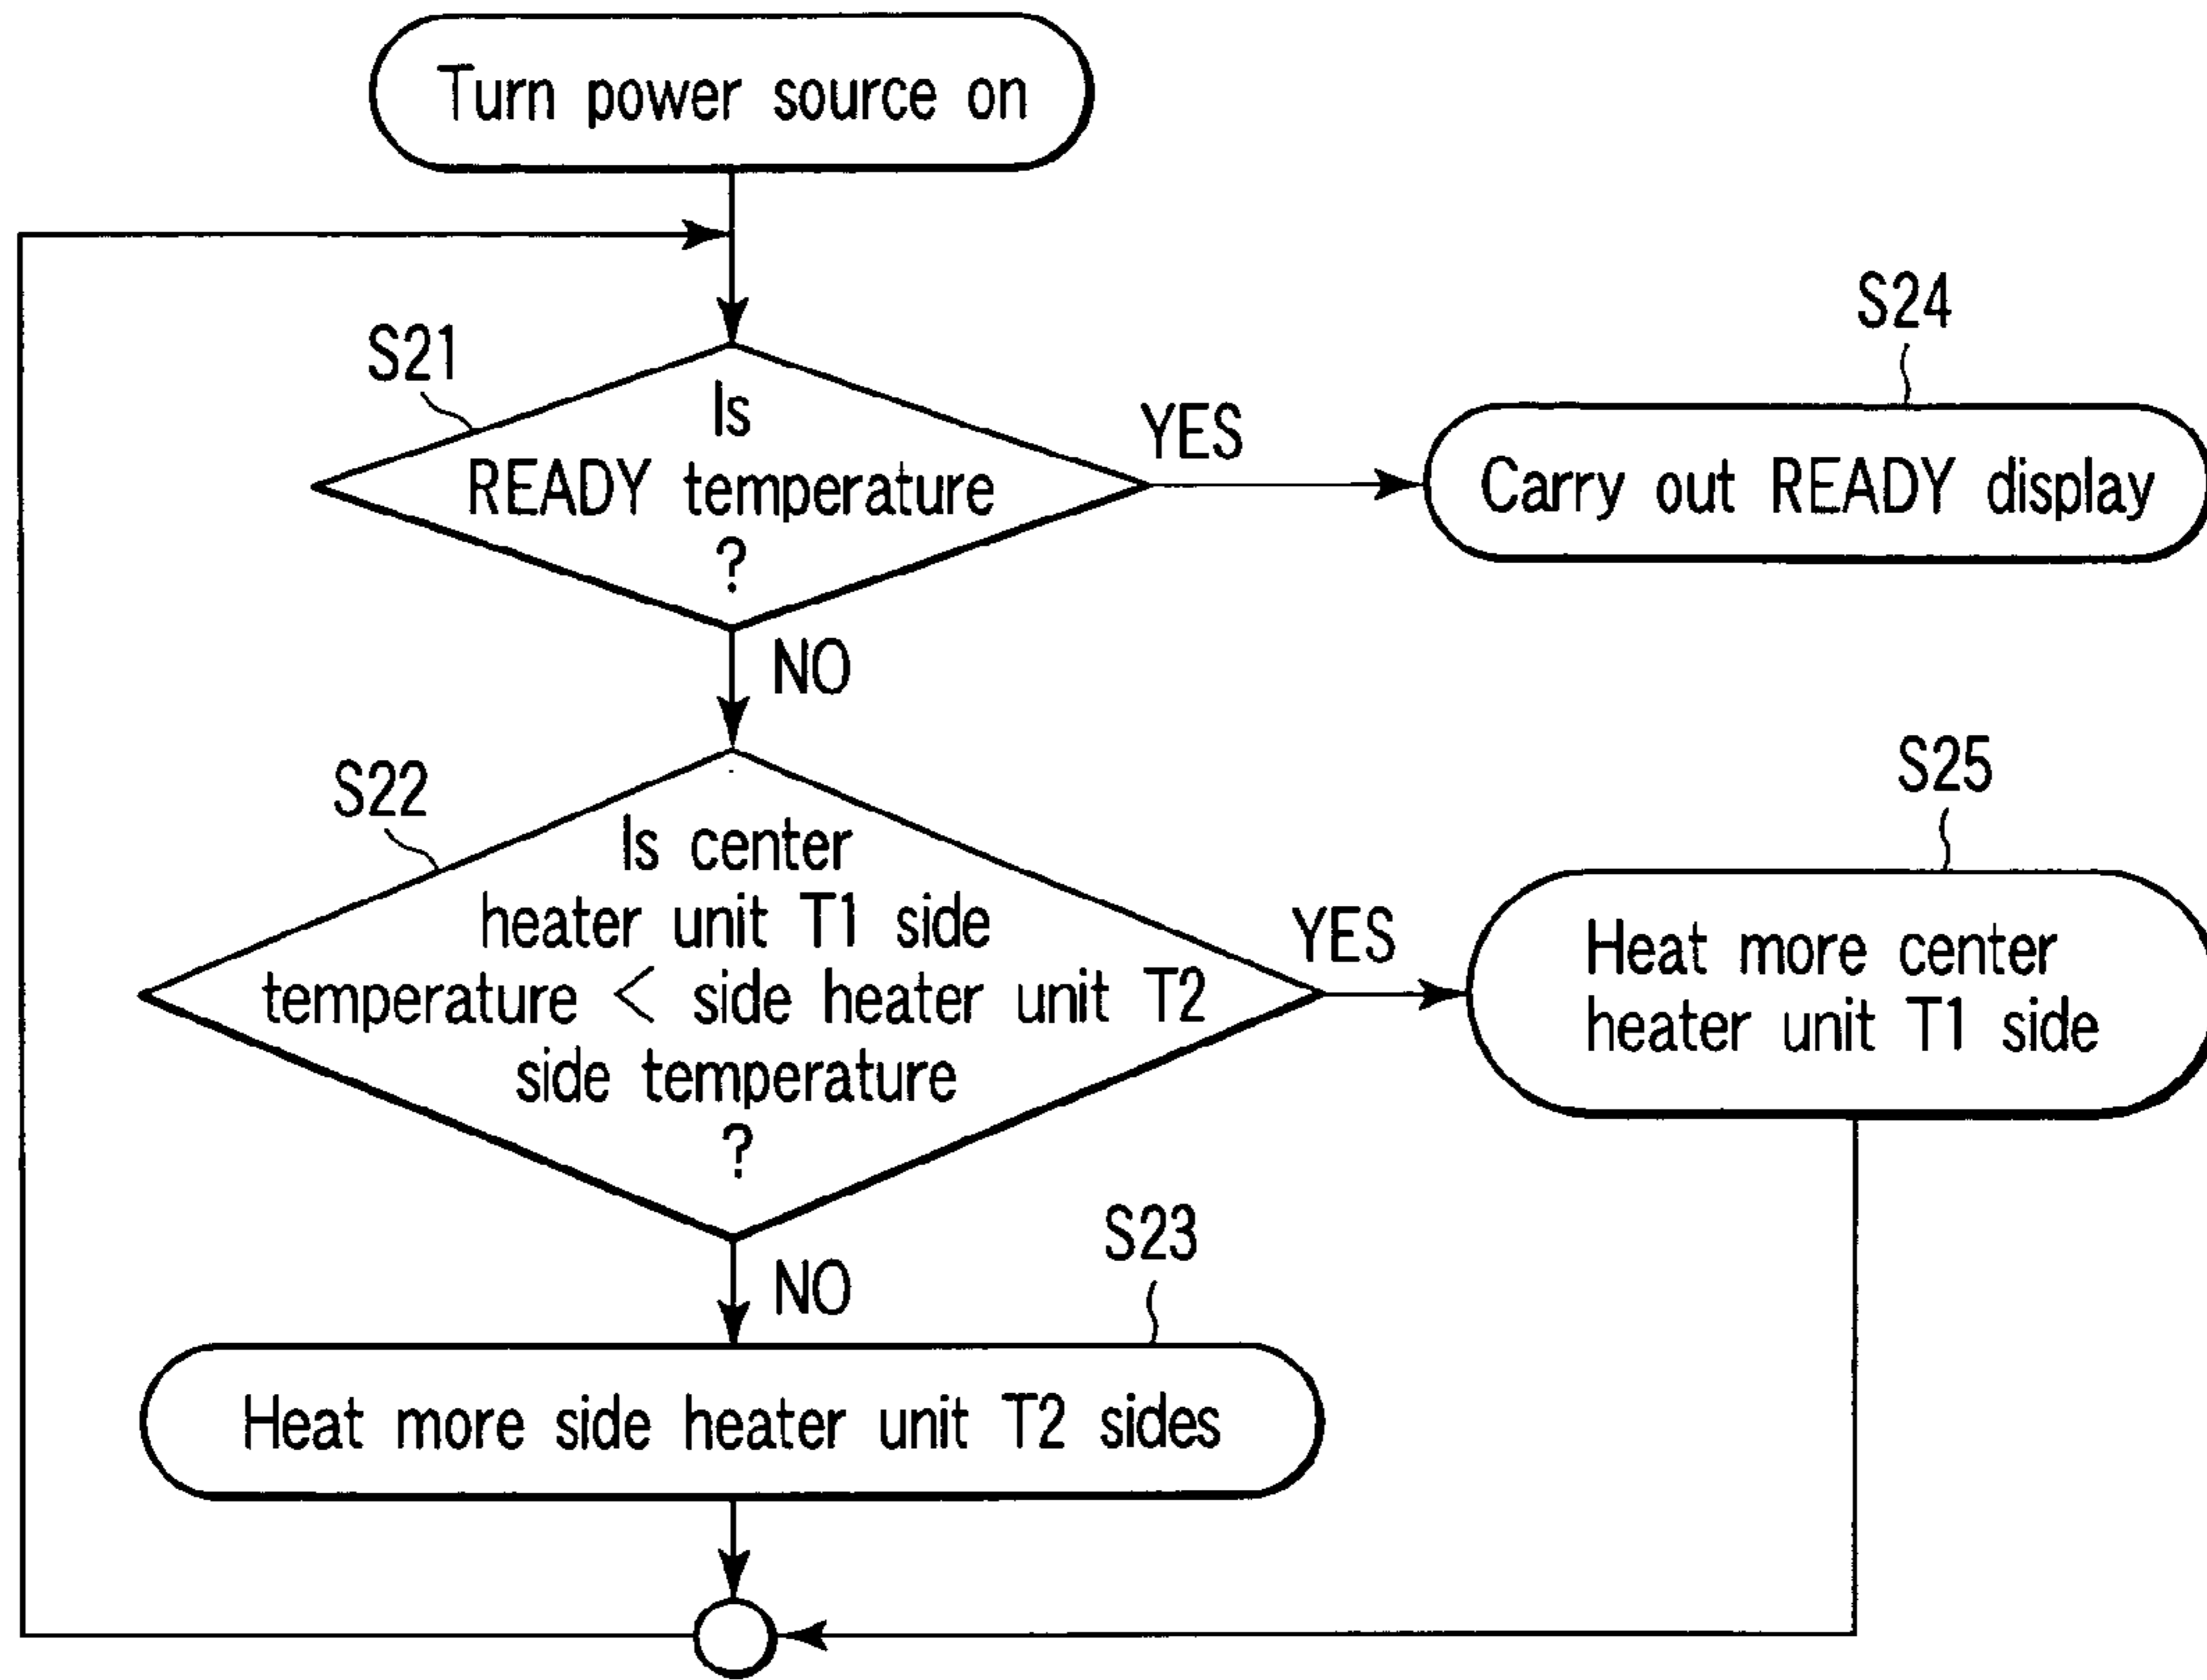 Turn power source on
S21
Is
READY temperature
?
YES
S24
Carry out READY display
NO
S22
Is center
heater unit T1 side
temperature < side heater unit T2
side temperature
?
YES
S25
Heat more center
heater unit T1 side
NO
S23
Heat more side heater unit T2 sides